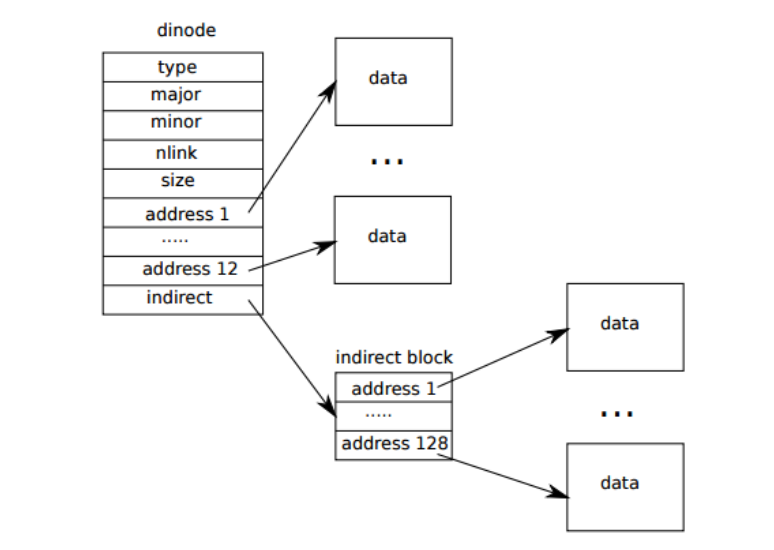 dinode
type
major
minor
nlink
size
address 1
.....
address 12
indirect
data
...
data
indirect block
address 1
.....
address 128
data
...
data